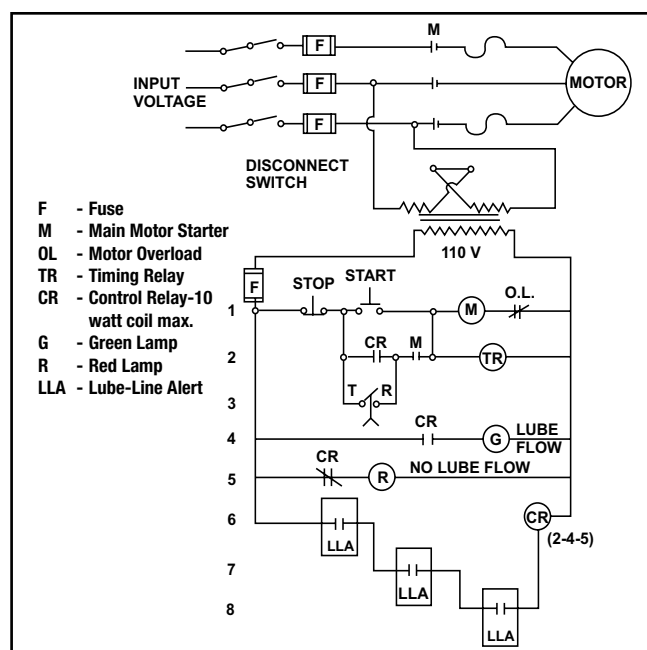 M
F
INPUT
VOLTAGE
F
MOTOR
F
DISCONNECT
SWITCH
F - Fuse
M - Main Motor Starter
OL - Motor Overload
TR - Timing Relay
CR - Control Relay-10
watt coil max.
G - Green Lamp
R - Red Lamp
LLA - Lube-Line Alert
110 V
F
STOP START
1 M O.L.
2 CR M TR
3 T R
4 CR G LUBE
FLOW
5 CR R NO LUBE FLOW
6 LLA CR
(2-4-5)
7 LLA
8 LLA